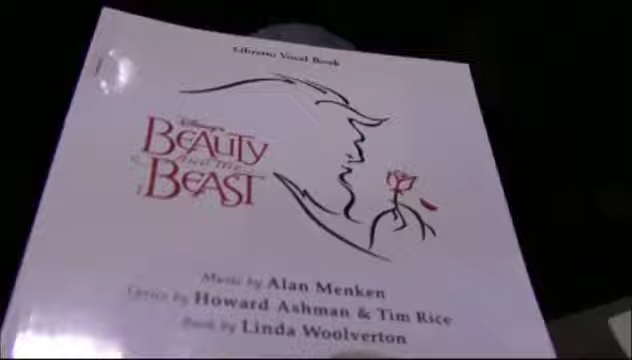 Libretto Vocal Book
Disney's
BEAUTY
AND THE
BEAST
Music by Alan Menken
Lyrics by Howard Ashman & Tim Rice
Book by Linda Woolverton